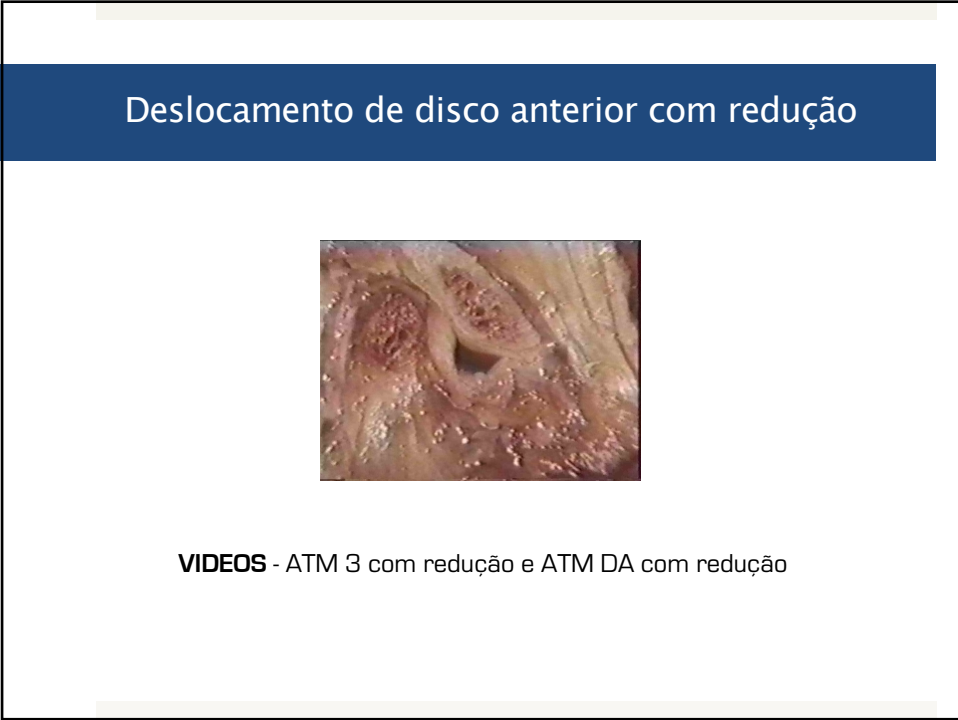 Deslocamento de disco anterior com redução
VIDEOS - ATM 3 com redução e ATM DA com redução